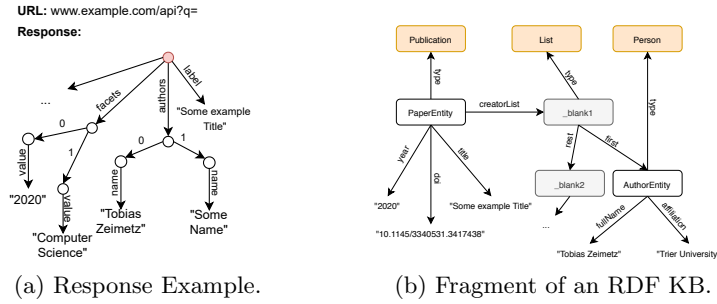 URL: www.example.com/api?q=
Response:
...
facets
authors
label
"Some example
Title"
0
1
0
1
value
value
name
name
"2020"
"Computer
Science"
"Tobias
Zeimetz"
"Some
Name"
(a) Response Example.
Publication
List
Person
type
type
type
PaperEntity
creatorList
_blank1
year
doi
title
rest
first
_blank2
AuthorEntity
"2020"
"Some example Title"
...
fullName
affiliation
"10.1145/3340531.3417438"
"Tobias Zeimetz"
"Trier University
(b) Fragment of an RDF KB.